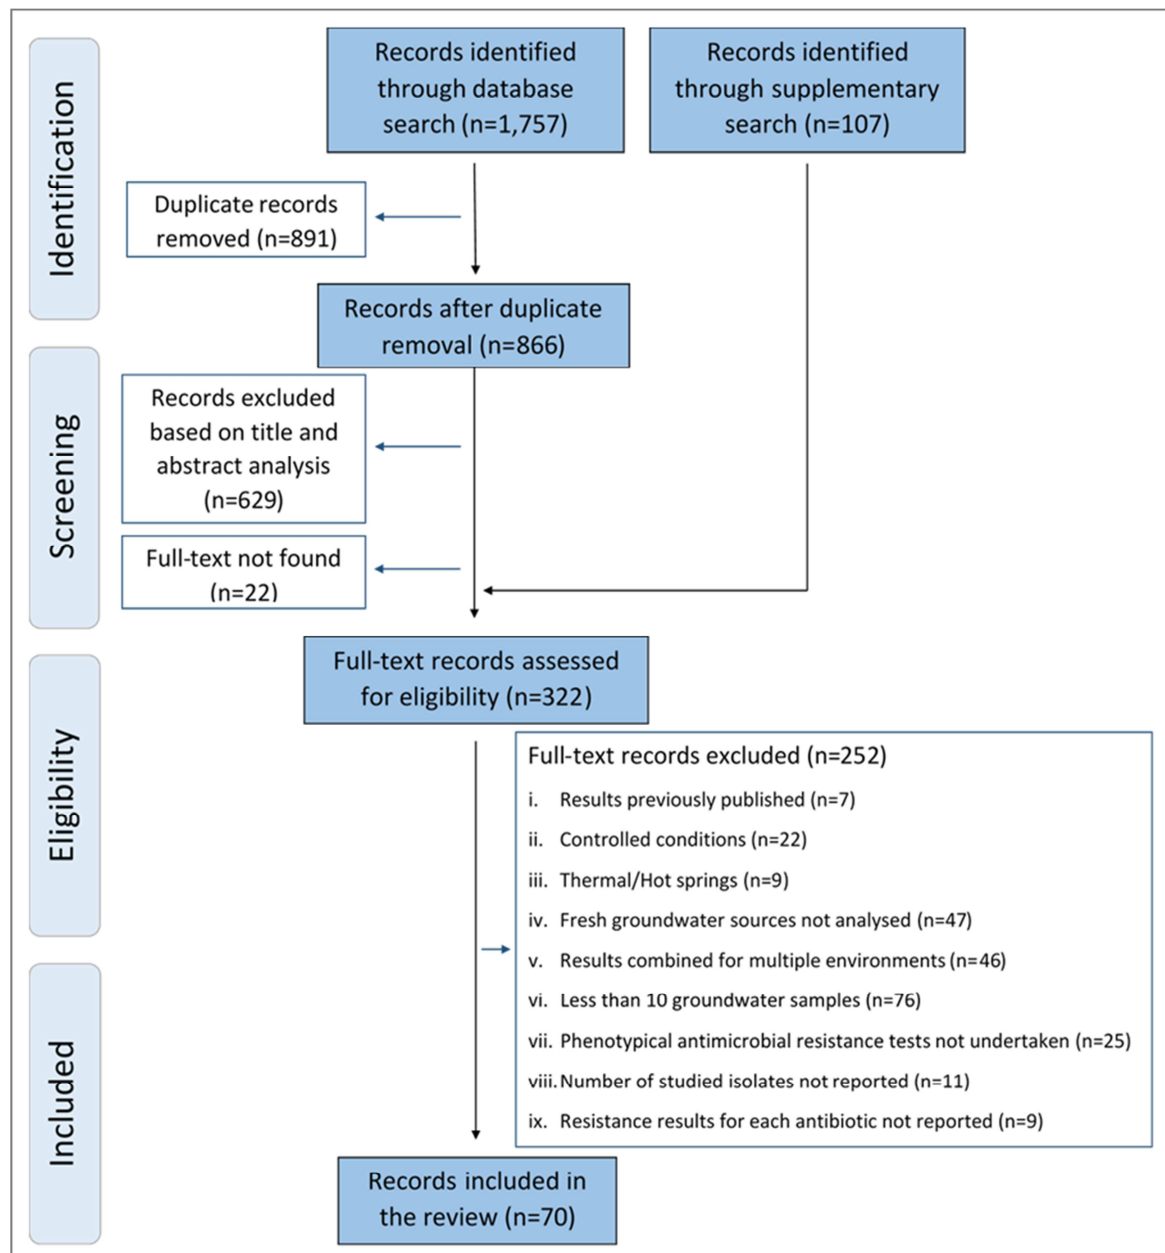 Identification
Records identified
through database
search (n=1,757)
Records identified
through supplementary
search (n=107)
Duplicate records
removed (n=891)
Records after duplicate
removal (n=866)
Screening
Records excluded
based on title and
abstract analysis
(n=629)
Full-text not found
(n=22)
Eligibility
Full-text records assessed
for eligibility (n=322)
Full-text records excluded (n=252)
i. Results previously published (n=7)
ii. Controlled conditions (n=22)
iii. Thermal/Hot springs (n=9)
iv. Fresh groundwater sources not analysed (n=47)
v. Results combined for multiple environments (n=46)
vi. Less than 10 groundwater samples (n=76)
vii. Phenotypical antimicrobial resistance tests not undertaken (n=25)
viii. Number of studied isolates not reported (n=11)
ix. Resistance results for each antibiotic not reported (n=9)
Included
Records included in
the review (n=70)